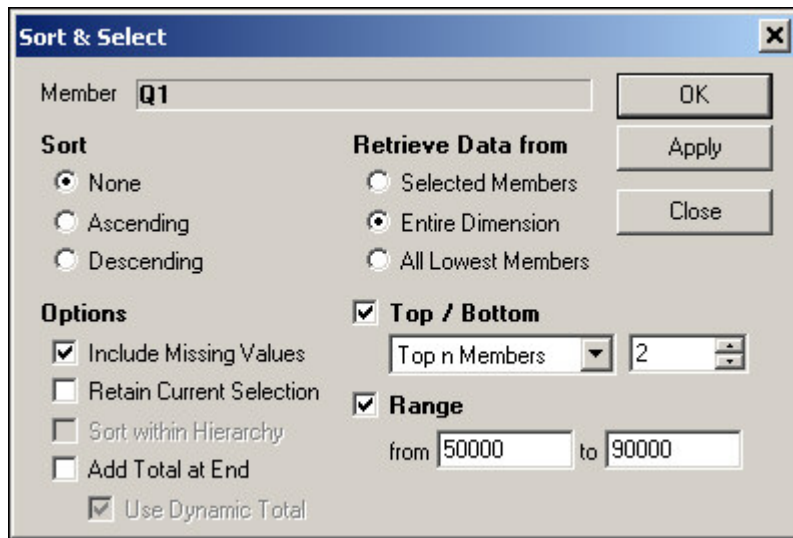 Sort & Select
Member Q1
OK
Apply
Close
Sort
None
Ascending
Descending
Retrieve Data from
Selected Members
Entire Dimension
All Lowest Members
Options
Include Missing Values
Retain Current Selection
Sort within Hierarchy
Add Total at End
Use Dynamic Total
Top / Bottom
Top n Members 2
Range
from 50000 to 90000